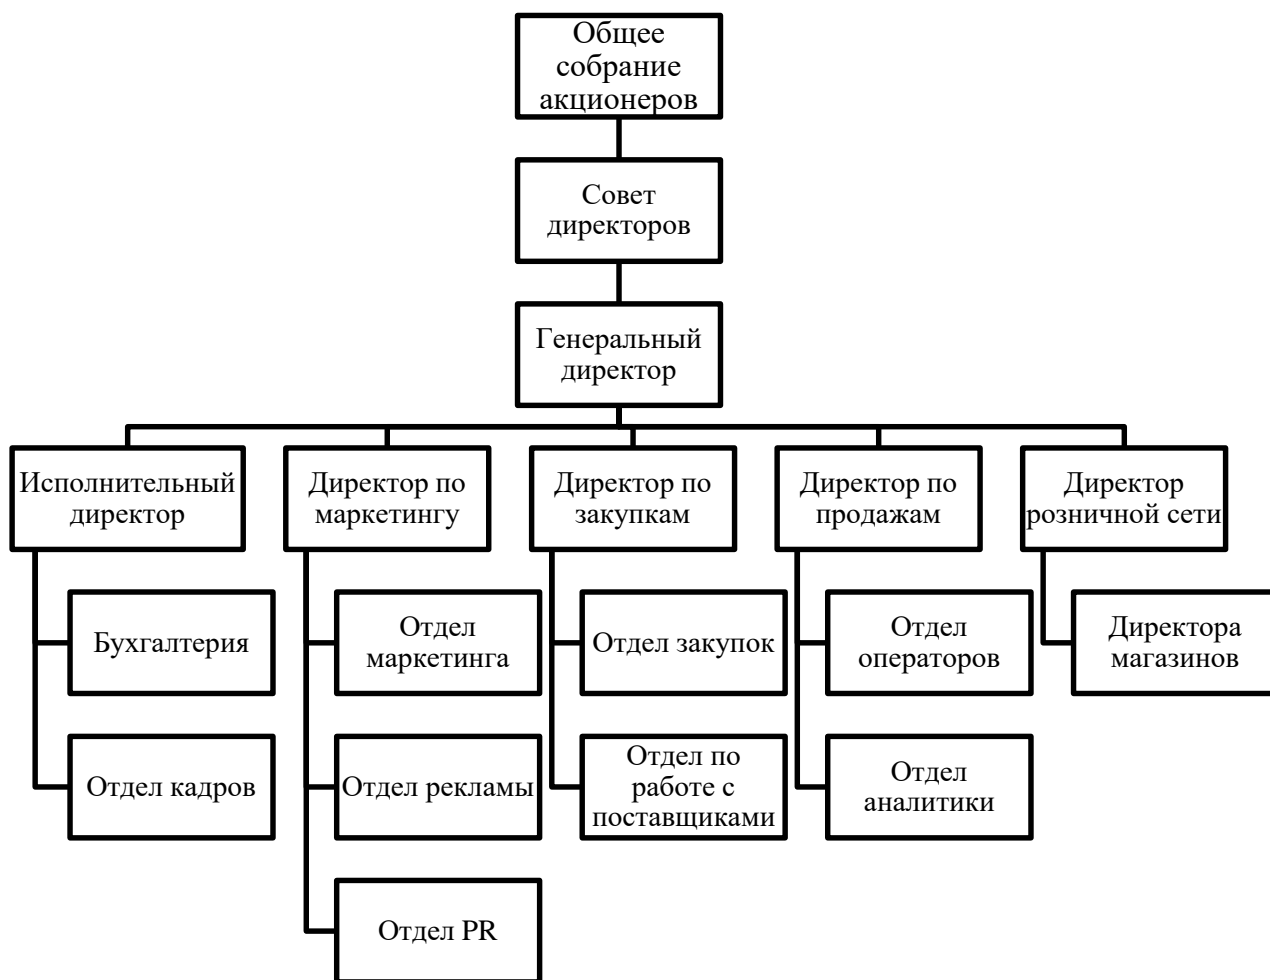 Общее
собрание
акционеров
Совет
директоров
Генеральный
директор
Исполнительный
директор
Директор по
маркетингу
Директор по
закупкам
Директор по
продажам
Директор
розничной сети
Бухгалтерия
Отдел
маркетинга
Отдел закупок
Отдел
операторов
Директора
магазинов
Отдел кадров
Отдел рекламы
Отдел по
работе с
поставщиками
Отдел
аналитики
Отдел PR